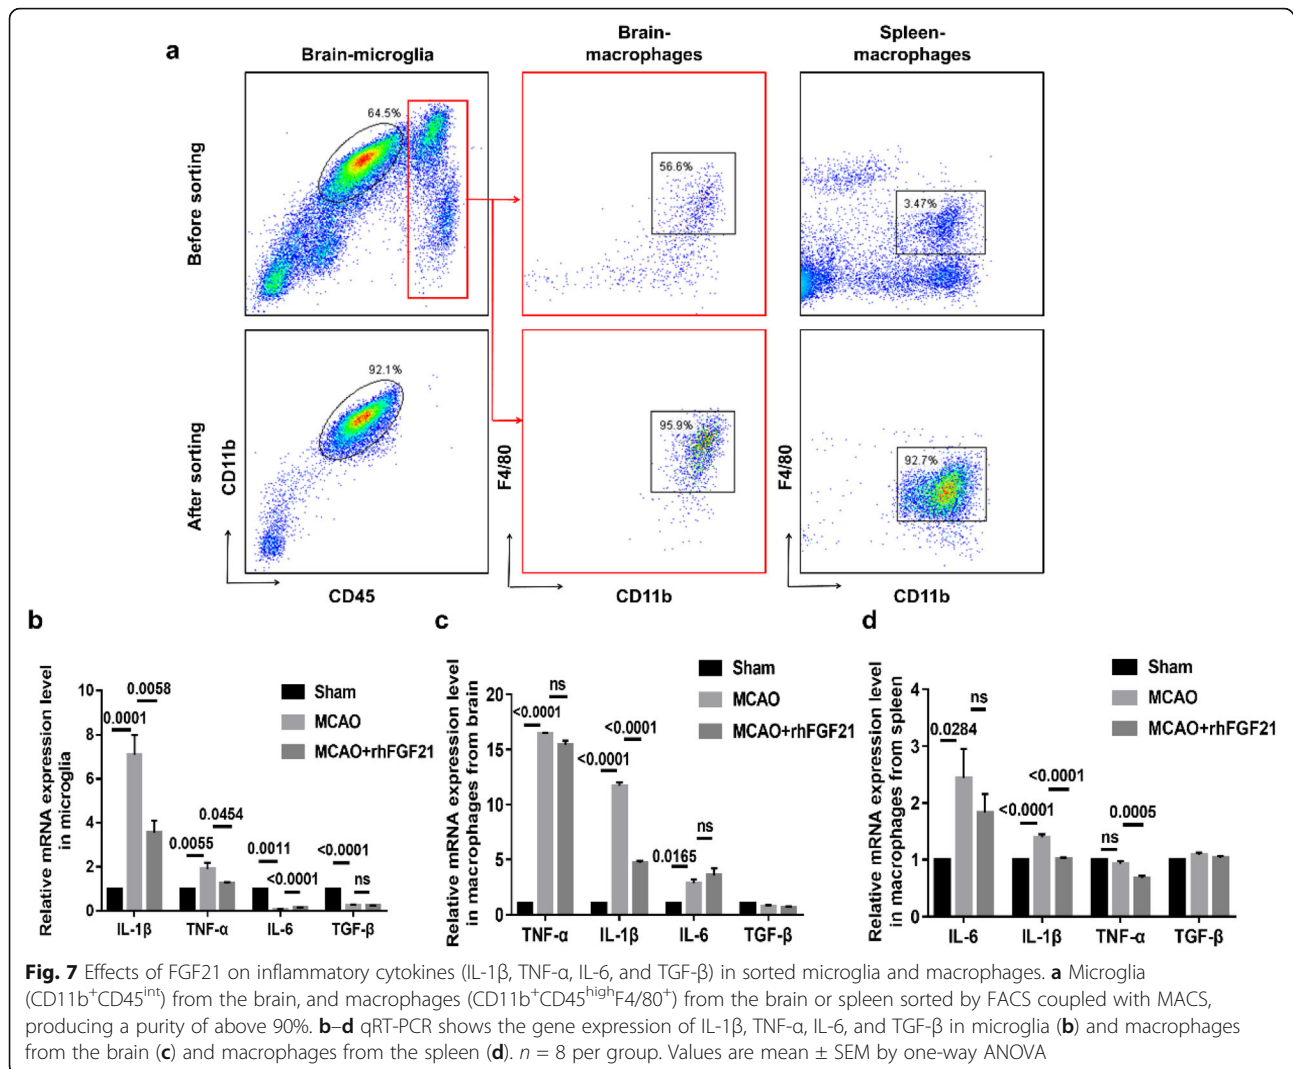 a
Brain-microglia
Brain-
macrophages
Spleen-
macrophages
Before sorting
64.5%
56.6%
3.47%
After sorting
92.1%
95.9%
92.7%
CD11b
F4/80
F4/80
CD45
CD11b
CD11b
b
Relative mRNA expression level
in microglia
10
8
6
4
2
0
0.0001
0.0058
0.0055
0.0454
0.0011
<0.0001
<0.0001
ns
Sham
MCAO
MCAO+rhFGF21
IL-1β
TNF-α
IL-6
TGF-β
c
Relative mRNA expression level
in macrophages from brain
20
15
10
5
0
<0.0001
ns
<0.0001
<0.0001
0.0165
ns
Sham
MCAO
MCAO+rhFGF21
TNF-α
IL-1β
IL-6
TGF-β
d
Relative mRNA expression level
in macrophages from spleen
4
3
2
1
0
0.0284
ns
<0.0001
<0.0001
ns
0.0005
Sham
MCAO
MCAO+rhFGF21
IL-6
IL-1β
TNF-α
TGF-β
Fig. 7 Effects of FGF21 on inflammatory cytokines (IL-1β, TNF-α, IL-6, and TGF-β) in sorted microglia and macrophages. a Microglia
(CD11b⁺CD45ⁱⁿᵗ) from the brain, and macrophages (CD11b⁺CD45ʰⁱᵍʰF4/80⁺) from the brain or spleen sorted by FACS coupled with MACS,
producing a purity of above 90%. b–d qRT-PCR shows the gene expression of IL-1β, TNF-α, IL-6, and TGF-β in microglia (b) and macrophages
from the brain (c) and macrophages from the spleen (d). n = 8 per group. Values are mean ± SEM by one-way ANOVA